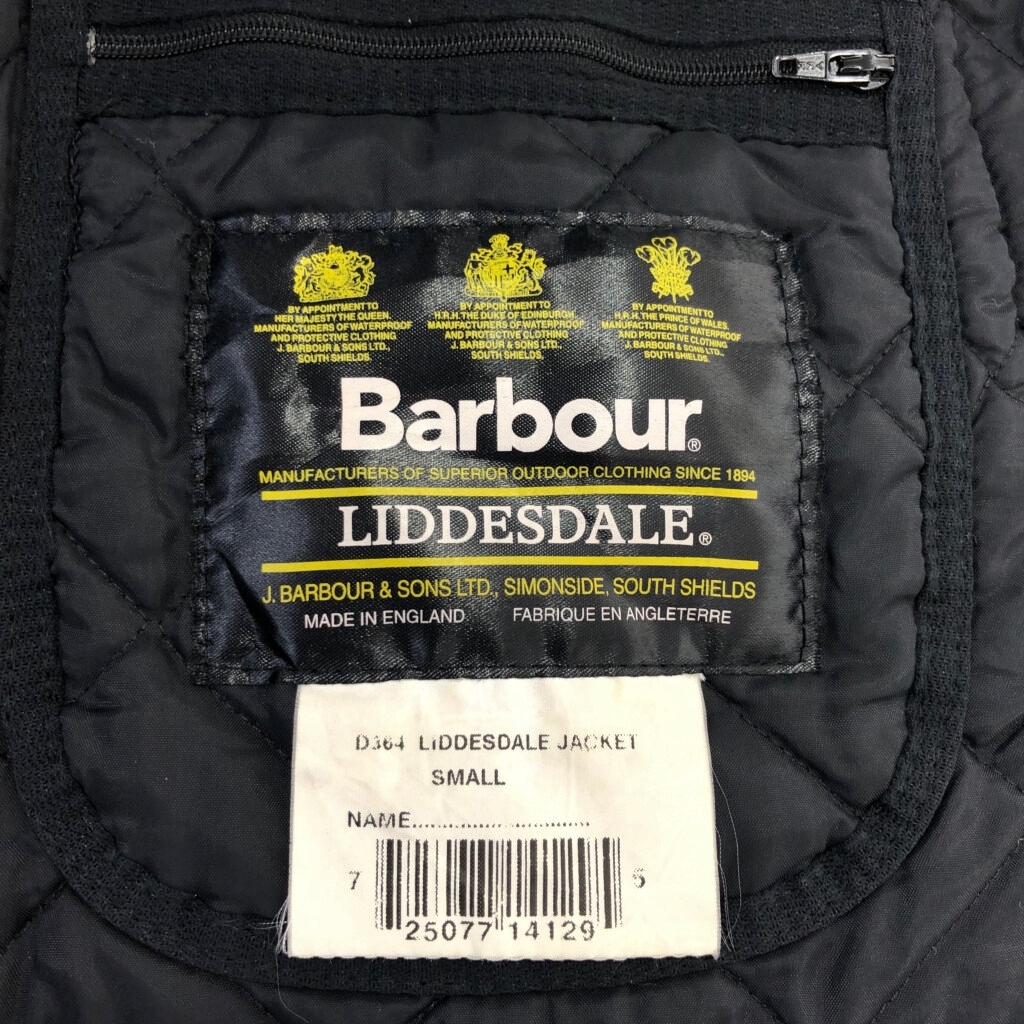 BY APPOINTMENT TO
HER MAJESTY THE QUEEN.
MANUFACTURERS OF WATERPROOF
AND PROTECTIVE CLOTHING
J. BARBOUR & SONS LTD.,
SOUTH SHIELDS.
BY APPOINTMENT TO
H.R.H. THE DUKE OF EDINBURGH.
MANUFACTURERS OF WATERPROOF
AND PROTECTIVE CLOTHING
J. BARBOUR & SONS LTD.,
SOUTH SHIELDS.
BY APPOINTMENT TO
H.R.H. THE PRINCE OF WALES.
MANUFACTURERS OF WATERPROOF
AND PROTECTIVE CLOTHING
J. BARBOUR & SONS LTD.,
SOUTH SHIELDS.
Barbour®
MANUFACTURERS OF SUPERIOR OUTDOOR CLOTHING SINCE 1894
LIDDESDALE®
J. BARBOUR & SONS LTD., SIMONSIDE, SOUTH SHIELDS
MADE IN ENGLAND FABRIQUE EN ANGLETERRE
D364 LIDDESDALE JACKET
SMALL
NAME..............................
7 25077 14129 5